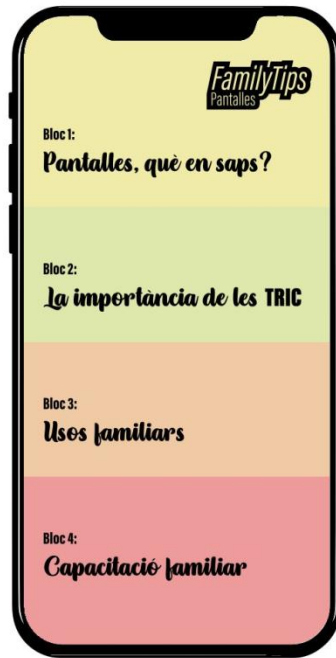 FamilyTips
Pantalles
Bloc 1:
Pantalles, què en saps?
Bloc 2:
La importància de les TRIC
Bloc 3:
Usos familiars
Bloc 4:
Capacitació familiar